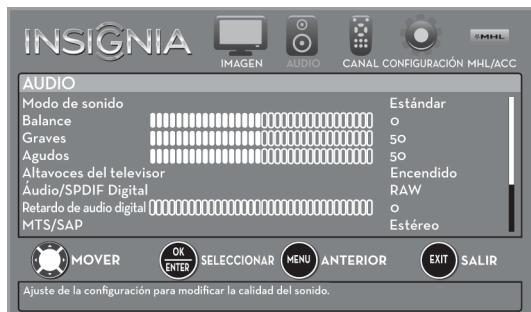 INSIGNIA
IMAGEN AUDIO CANAL CONFIGURACIÓN MHL/ACC
MHL
AUDIO
Modo de sonido Estándar
Balance 0
Graves 50
Agudos 50
Altavoces del televisor Encendido
Áudio/SPDIF Digital RAW
Retardo de audio digital 0
MTS/SAP Estéreo
MOVER OK ENTER SELECCIONAR MENU ANTERIOR EXIT SALIR
Ajuste de la configuración para modificar la calidad del sonido.